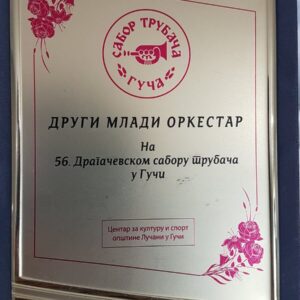 САБОР ТРУБАЧА
ГУЧА
ДРУГИ МЛАДИ ОРКЕСТАР
На
56. Драгачевском сабору трубача
у Гучи
Центар за културу и спорт
општине Лучани у Гучи